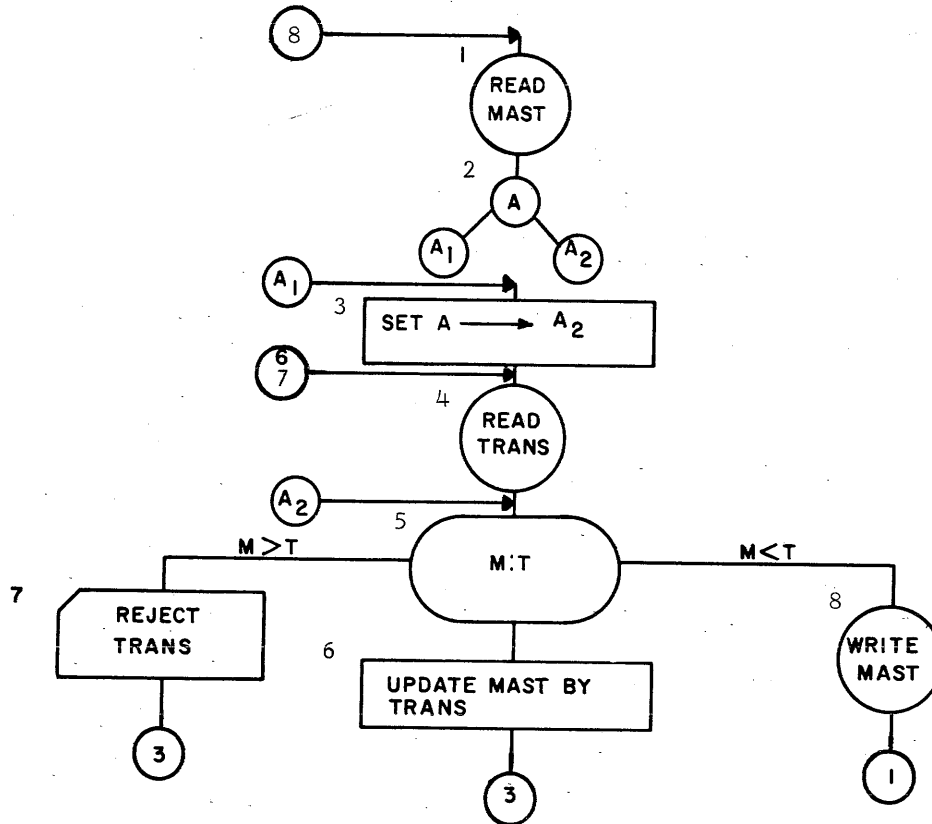 8
1
READ
MAST
2
A
A1
A2
A1
3
SET A → A2
6
7
4
READ
TRANS
A2
5
M:T
M>T
M<T
7
REJECT
TRANS
8
WRITE
MAST
6
UPDATE MAST BY
TRANS
3
3
1